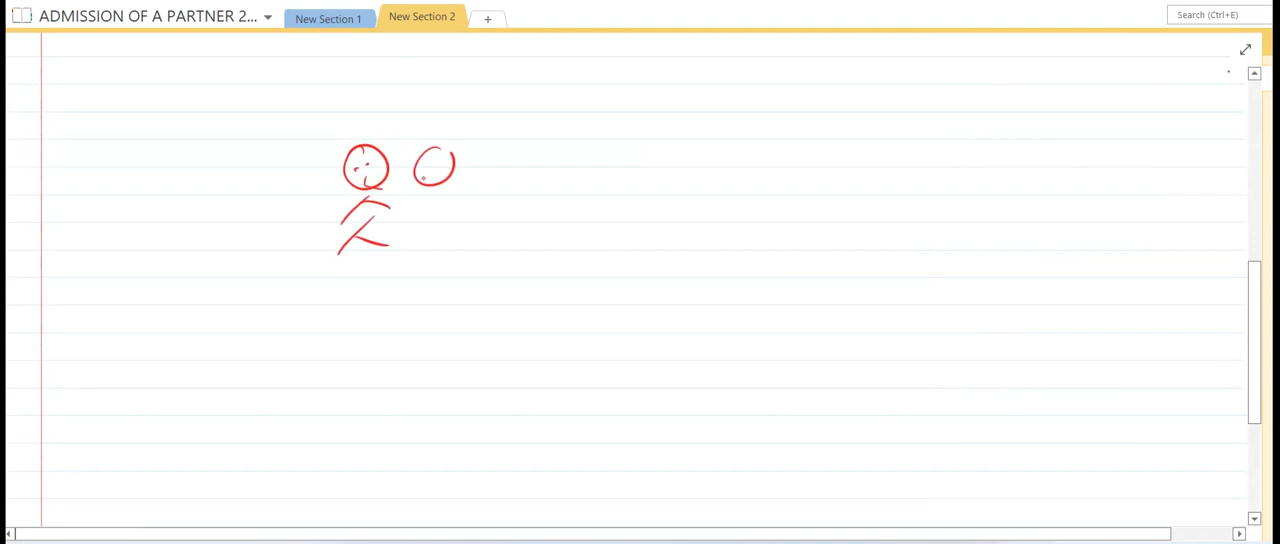 ADMISSION OF A PARTNER 2...
New Section 1
New Section 2
+
Search (Ctrl+E)